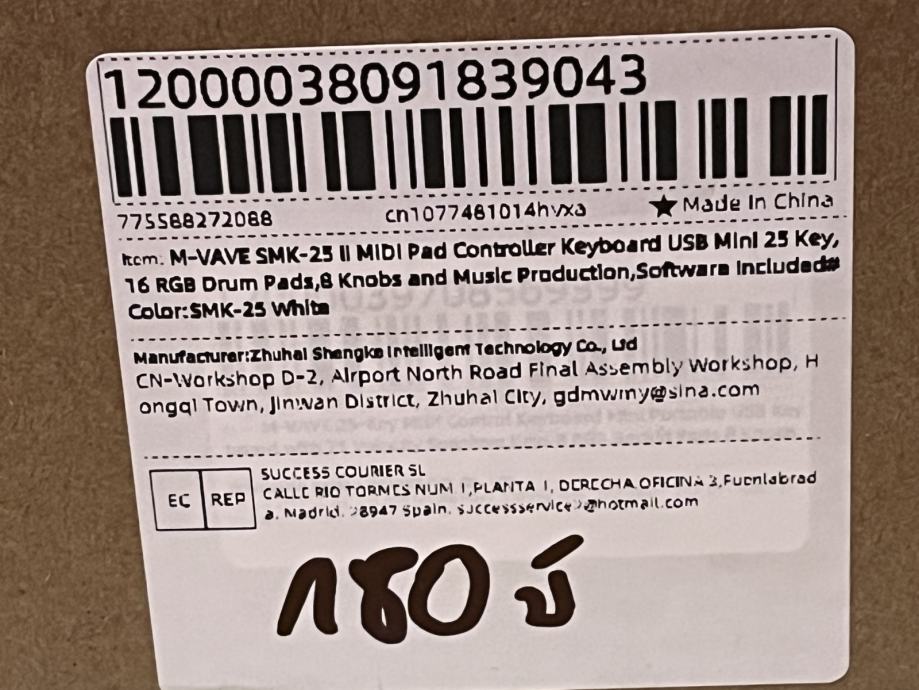 12000038091839043
775588272088 cn1077481014hvxa ★ Made In China
Item: M-VAVE SMK-25 II MIDI Pad Controller Keyboard USB Mini 25 Key,
16 RGB Drum Pads,8 Knobs and Music Production,Software Included#
Color:SMK-25 White
Manufacturer:Zhuhai Shengke Intelligent Technology Co., Ltd
CN-Workshop D-2, Airport North Road Final Assembly Workshop, H
ongqi Town, Jinwan District, Zhuhai City, gdmwmy@sina.com
EC REP
SUCCESS COURIER SL
CALLE RIO TORMES NUM 1,PLANTA 1, DERECHA OFICINA 3,Fuenlabrad
a, Madrid, 28947 Spain, successservice2@hotmail.com
180